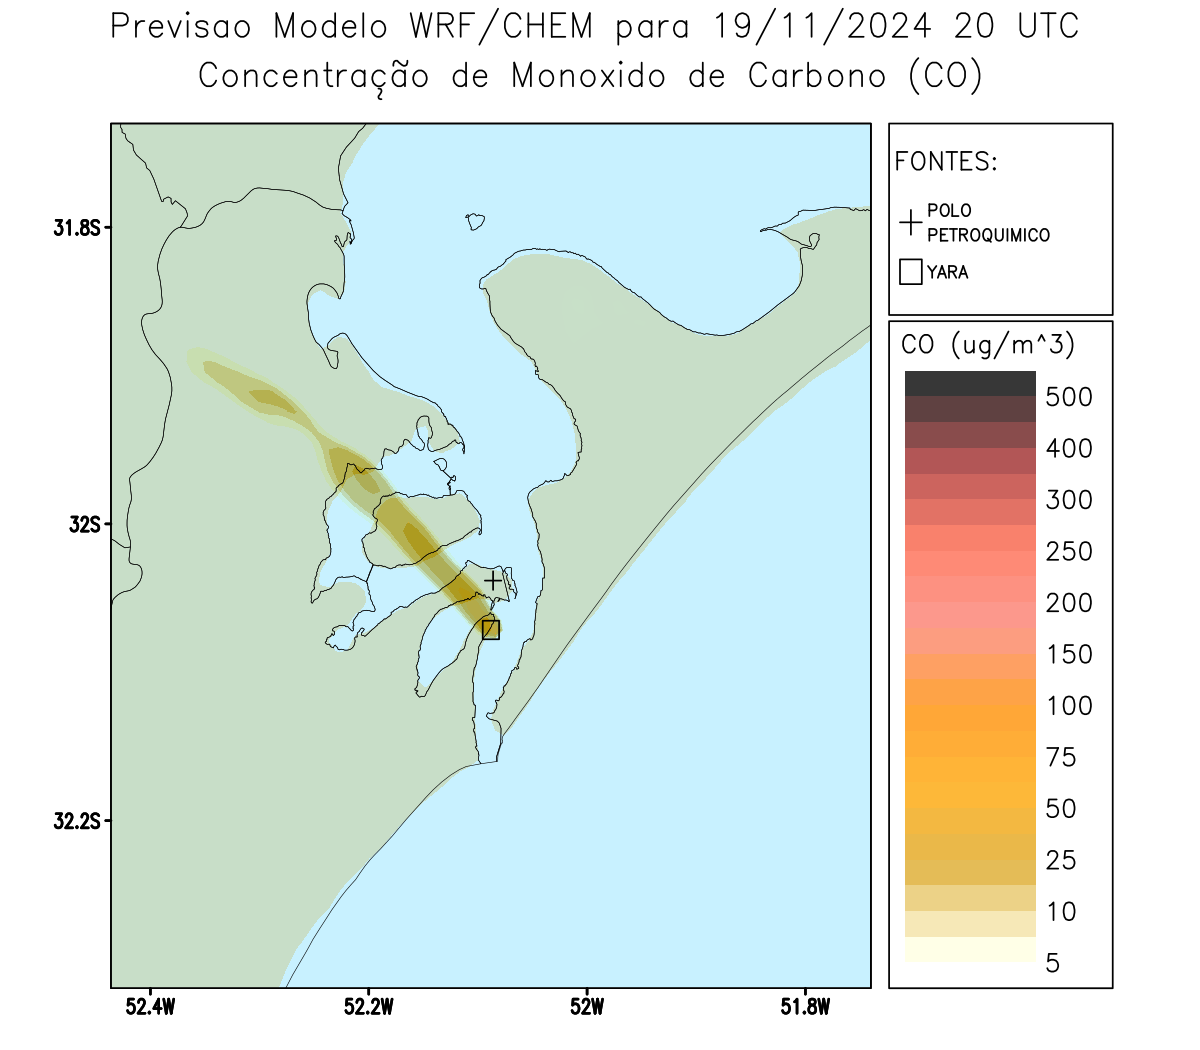 Previsao Modelo WRF/CHEM para 19/11/2024 20 UTC
Concentração de Monoxido de Carbono (CO)
FONTES:
POLO
PETROQUIMICO
YARA
CO (ug/m^3)
500
400
300
250
200
150
100
75
50
25
10
5
31.8S
32S
32.2S
52.4W
52.2W
52W
51.8W